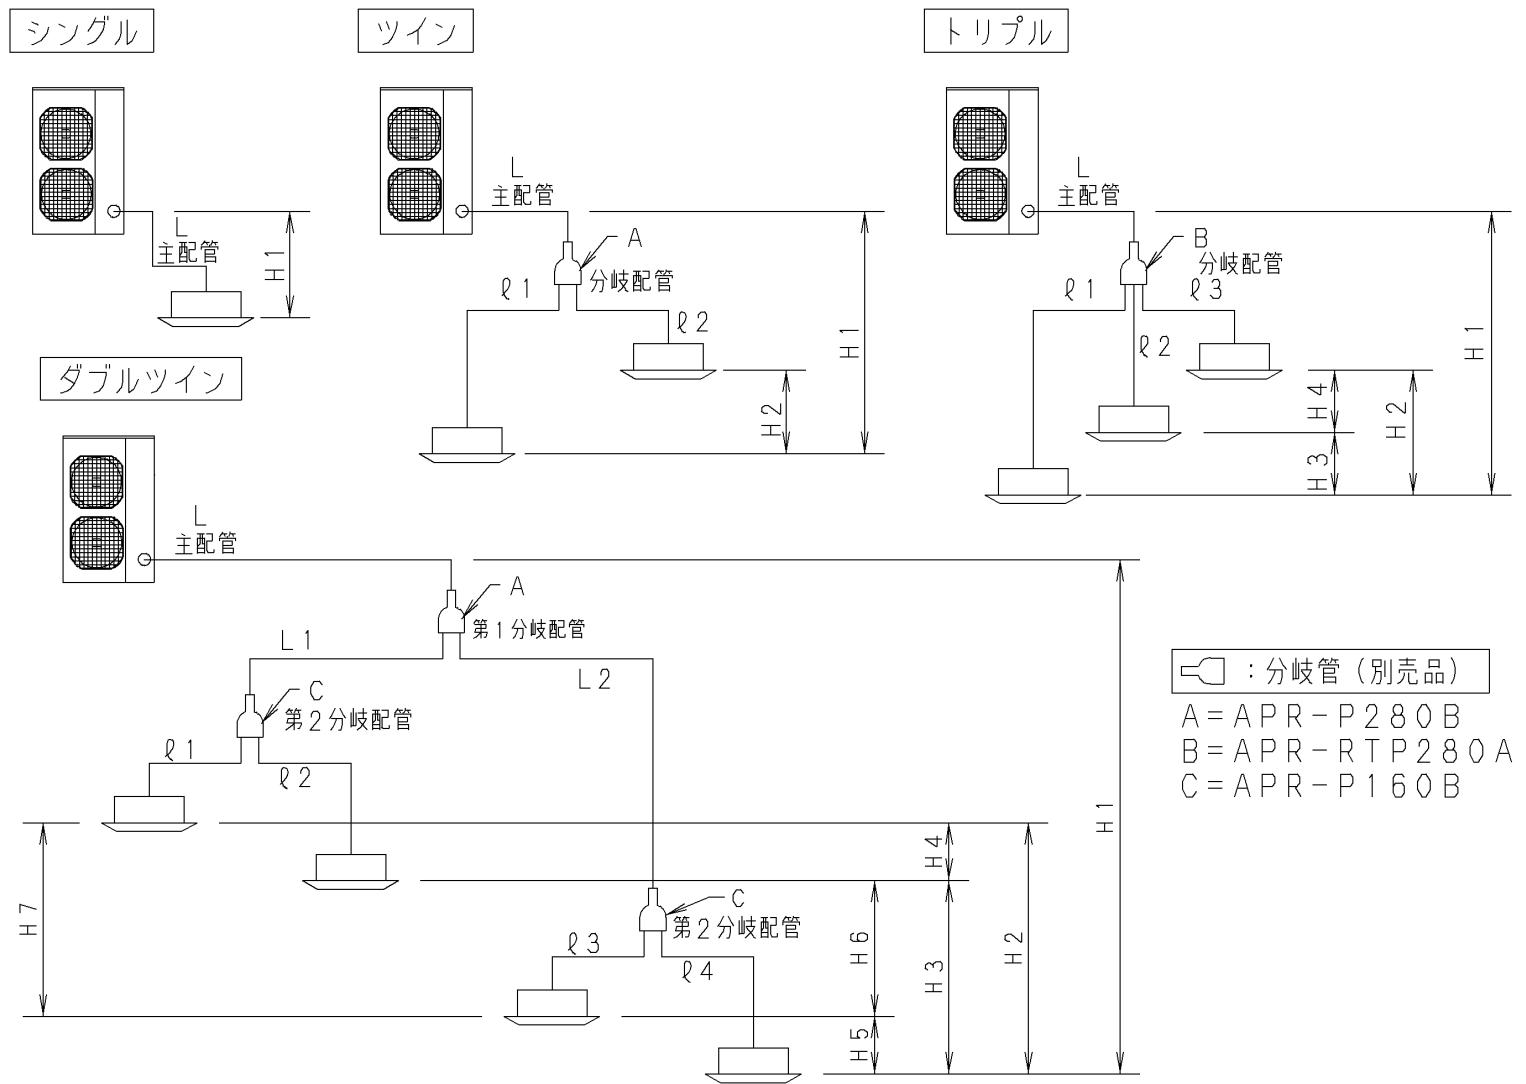 シングル
L
主配管
H1
ツイン
L
主配管
A
分岐配管
ℓ1
ℓ2
H1
H2
トリプル
L
主配管
B
分岐配管
ℓ1
ℓ3
ℓ2
H1
H4
H2
H3
ダブルツイン
L
主配管
A
第1分岐配管
L1
L2
C
第2分岐配管
ℓ1
ℓ2
H1
H4
H7
C
第2分岐配管
ℓ3
ℓ4
H6
H3
H2
H5
：分岐管（別売品）
A=APR-P280B
B=APR-RTP280A
C=APR-P160B